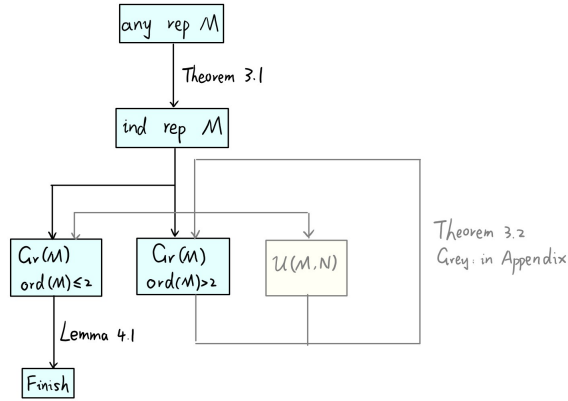 any rep M
Theorem 3.1
ind rep M
Gr(M)
ord(M)≤2
Gr(M)
ord(M)>2
U(M,N)
Theorem 3.2
Grey: in Appendix
Lemma 4.1
Finish